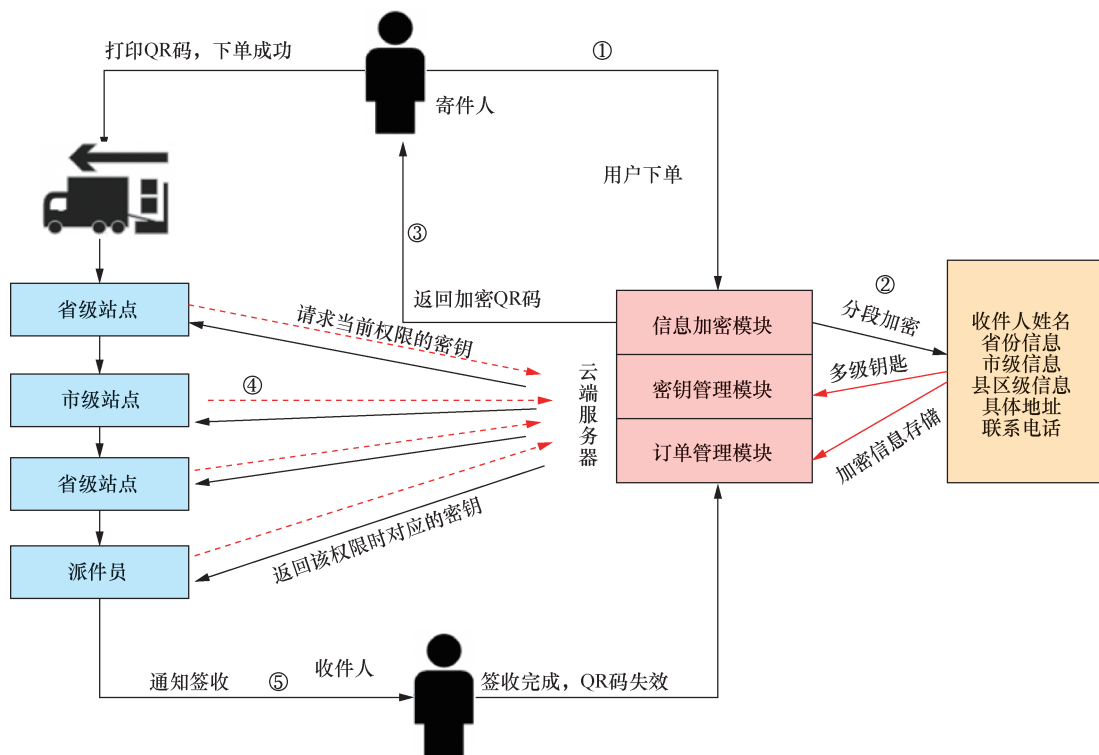 打印QR码，下单成功
①
寄件人
用户下单
③
返回加密QR码
②
分段加密
省级站点
请求当前权限的密钥
信息加密模块
收件人姓名
省份信息
市级信息
县区级信息
具体地址
联系电话
多级钥匙
④
市级站点
云端服务器
密钥管理模块
订单管理模块
加密信息存储
省级站点
返回该权限时对应的密钥
派件员
通知签收
⑤
收件人
签收完成，QR码失效